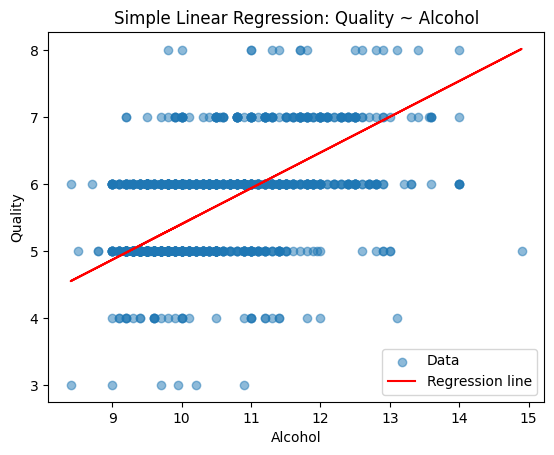 Simple Linear Regression: Quality ~ Alcohol
8
7
6
5
4
3
Quality
9
10
11
12
13
14
15
Alcohol
Data
Regression line